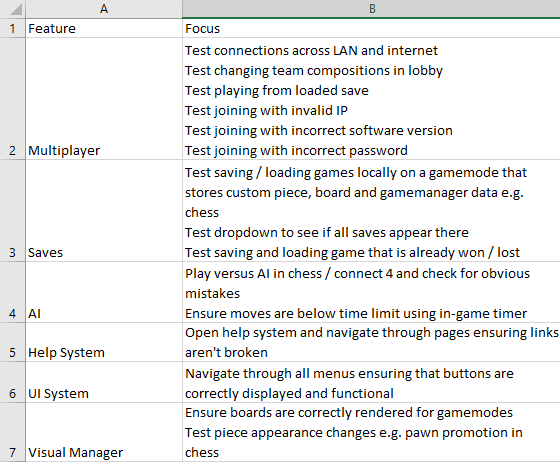 A B
1 Feature Focus
Test connections across LAN and internet
Test changing team compositions in lobby
Test playing from loaded save
Test joining with invalid IP
Test joining with incorrect software version
2 Multiplayer Test joining with incorrect password
Test saving / loading games locally on a gamemode that
stores custom piece, board and gamemanager data e.g.
chess
Test dropdown to see if all saves appear there
3 Saves Test saving and loading game that is already won / lost
Play versus AI in chess / connect 4 and check for obvious
mistakes
4 AI Ensure moves are below time limit using in-game timer
Open help system and navigate through pages ensuring links
5 Help System aren't broken
Navigate through all menus ensuring that buttons are
6 UI System correctly displayed and functional
Ensure boards are correctly rendered for gamemodes
Test piece appearance changes e.g. pawn promotion in
7 Visual Manager chess